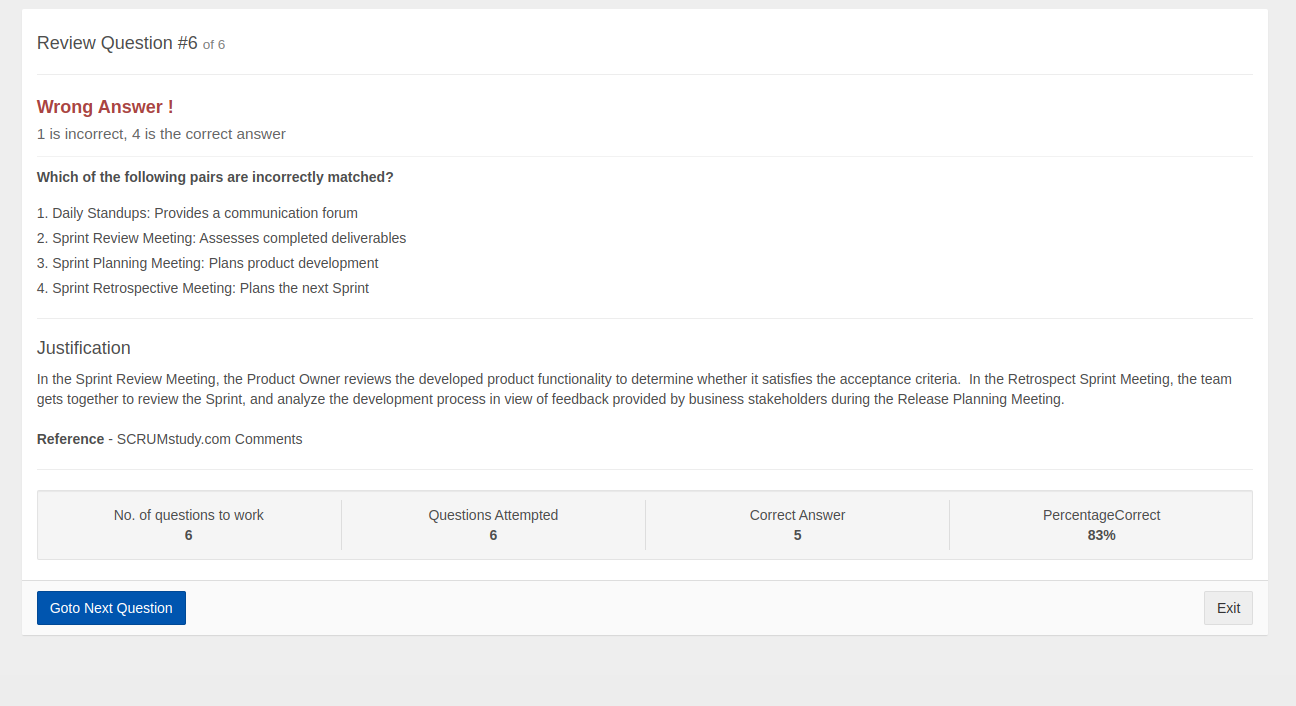 Review Question #6 of 6
Wrong Answer !
1 is incorrect, 4 is the correct answer
Which of the following pairs are incorrectly matched?
1. Daily Standups: Provides a communication forum
2. Sprint Review Meeting: Assesses completed deliverables
3. Sprint Planning Meeting: Plans product development
4. Sprint Retrospective Meeting: Plans the next Sprint
Justification
In the Sprint Review Meeting, the Product Owner reviews the developed product functionality to determine whether it satisfies the acceptance criteria.  In the Retrospect Sprint Meeting, the team
gets together to review the Sprint, and analyze the development process in view of feedback provided by business stakeholders during the Release Planning Meeting.
Reference - SCRUMstudy.com Comments
No. of questions to work
6
Questions Attempted
6
Correct Answer
5
PercentageCorrect
83%
Goto Next Question
Exit